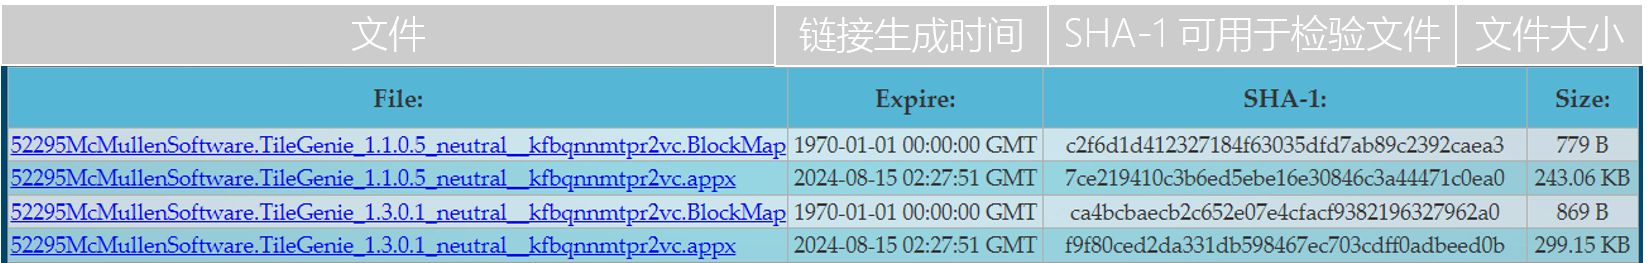 文件 链接生成时间 SHA-1 可用于检验文件 文件大小
File: Expire: SHA-1: Size:
52295McMullenSoftware.TileGenie_1.1.0.5_neutral__kfbqnnmtpr2vc.BlockMap 1970-01-01 00:00:00 GMT c2f6d1d412327184f63035dfd7ab89c2392caea3 779 B
52295McMullenSoftware.TileGenie_1.1.0.5_neutral__kfbqnnmtpr2vc.appx 2024-08-15 02:27:51 GMT 7ce219410c3b6ed5ebe16e30846c3a44471c0ea0 243.06 KB
52295McMullenSoftware.TileGenie_1.3.0.1_neutral__kfbqnnmtpr2vc.BlockMap 1970-01-01 00:00:00 GMT ca4bcbaecb2c652e07e4cfacf9382196327962a0 869 B
52295McMullenSoftware.TileGenie_1.3.0.1_neutral__kfbqnnmtpr2vc.appx 2024-08-15 02:27:51 GMT f9f80ced2da331db598467ec703cdff0adbeed0b 299.15 KB